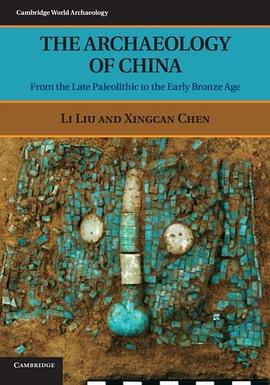 Cambridge World Archaeology
THE ARCHAEOLOGY
OF CHINA
From the Late Paleolithic to the Early Bronze Age
LI LIU AND XINGCAN CHEN
CAMBRIDGE